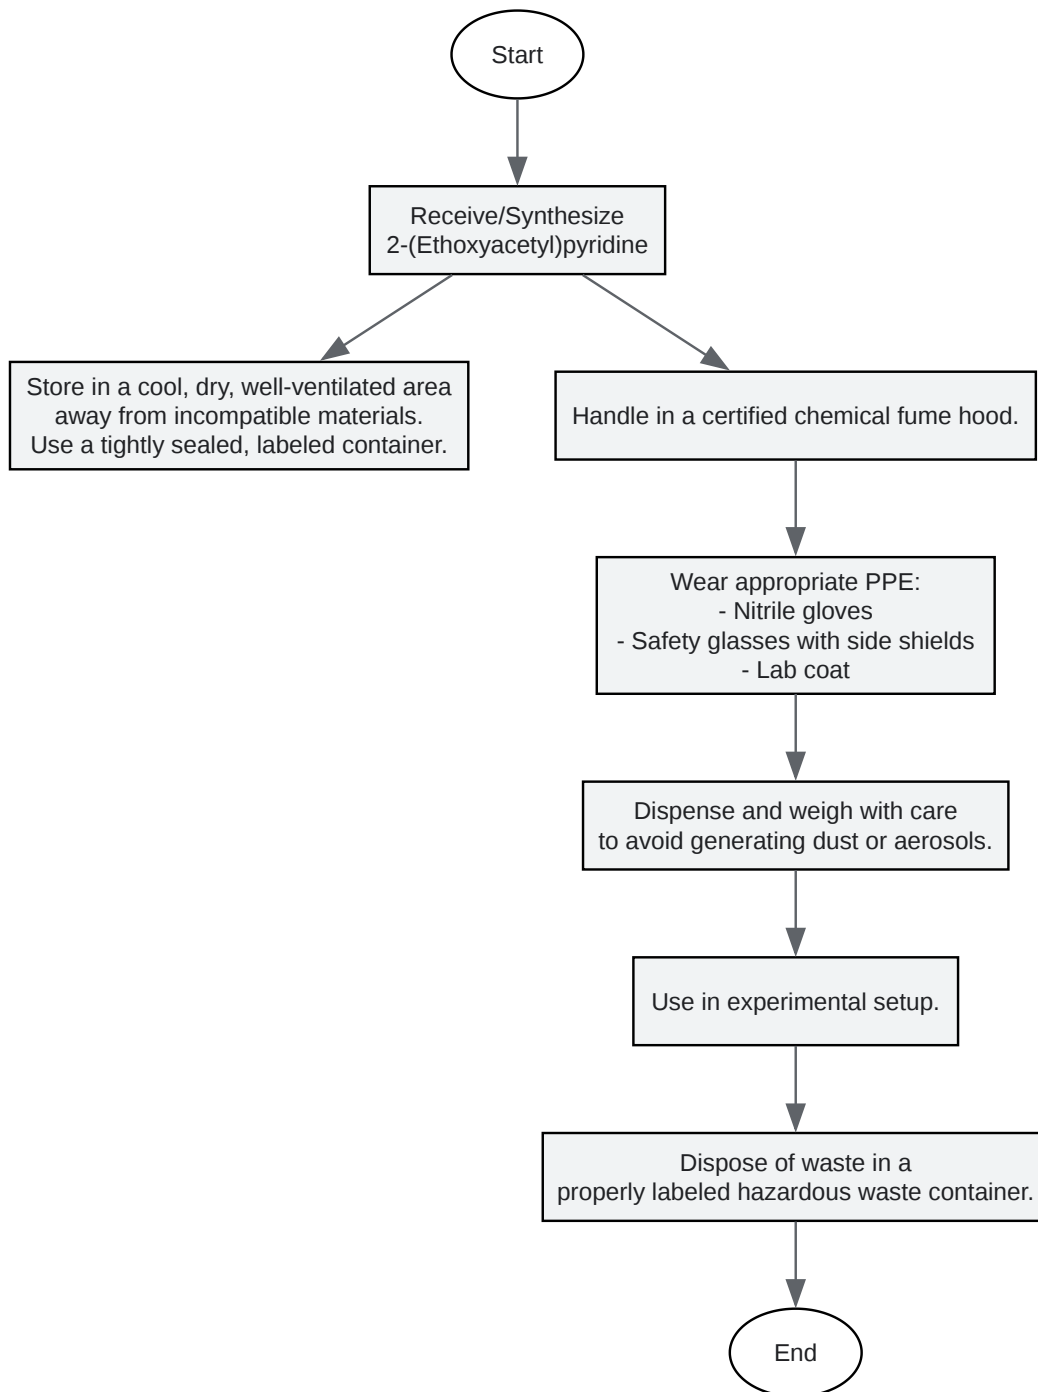 Start
Receive/Synthesize
2-(Ethoxyacetyl)pyridine
Store in a cool, dry, well-ventilated area
away from incompatible materials.
Use a tightly sealed, labeled container.
Handle in a certified chemical fume hood.
Wear appropriate PPE:
- Nitrile gloves
- Safety glasses with side shields
- Lab coat
Dispense and weigh with care
to avoid generating dust or aerosols.
Use in experimental setup.
Dispose of waste in a
properly labeled hazardous waste container.
End